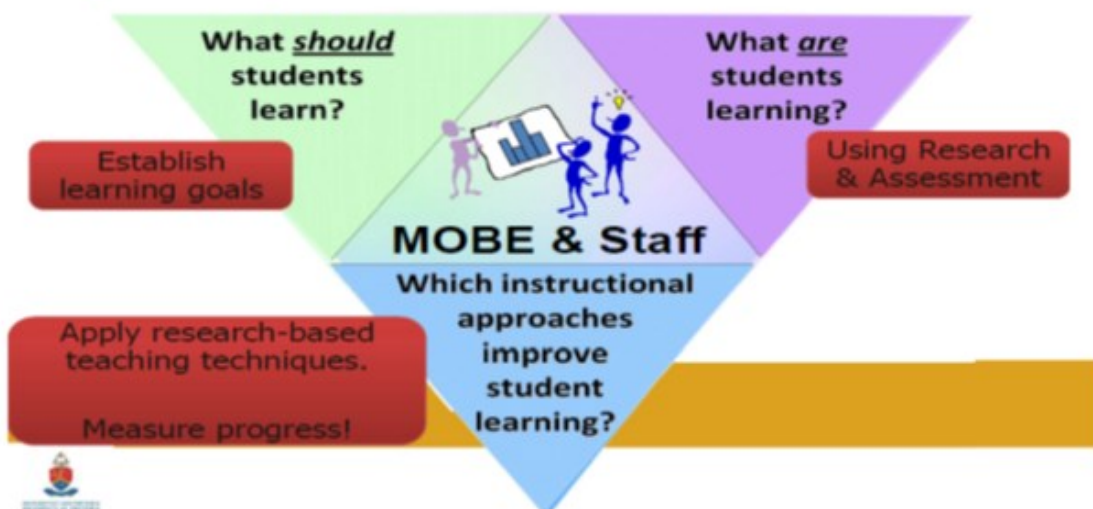 What should
students
learn?
What are
students
learning?
Establish
learning goals
Using Research
& Assessment
MOBE & Staff
Which instructional
approaches
improve
student
learning?
Apply research-based
teaching techniques.
Measure progress!